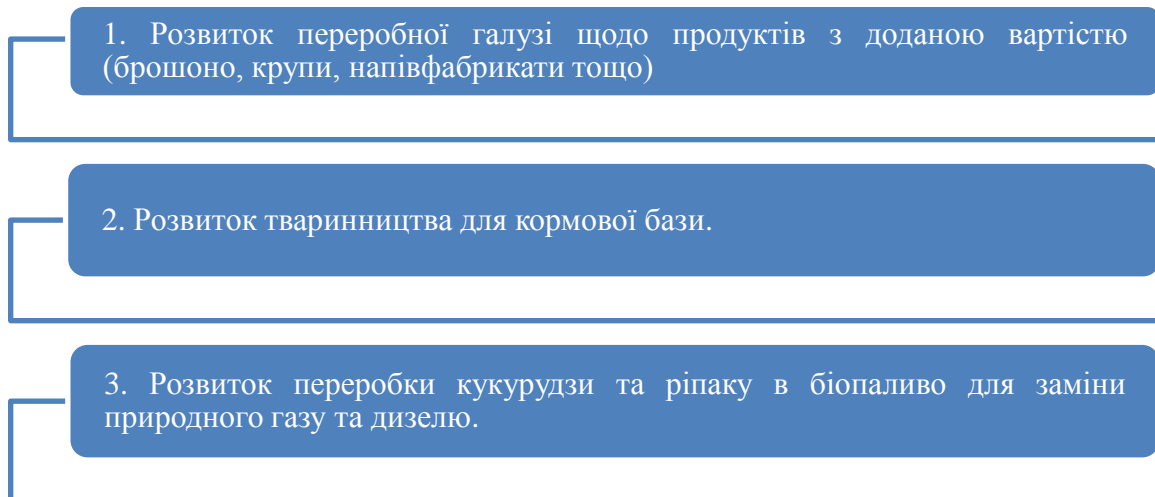 1. Розвиток переробної галузі щодо продуктів з доданою вартістю
(брошоно, крупи, напівфабрикати тощо)
2. Розвиток тваринництва для кормової бази.
3. Розвиток переробки кукурудзи та ріпаку в біопаливо для заміни
природного газу та дизелю.